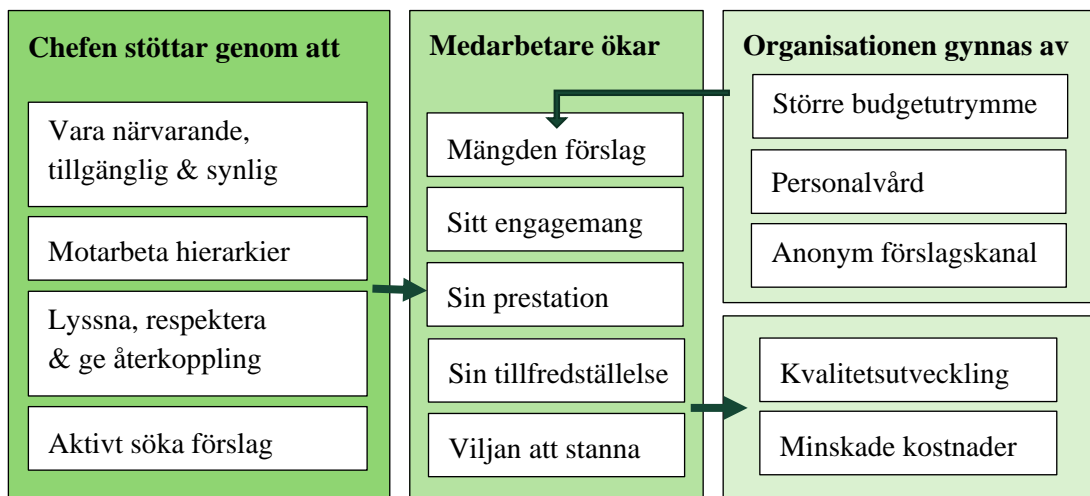 Chefen stöttar genom att
Vara närvarande,
tillgänglig & synlig
Motarbeta hierarkier
Lyssna, respektera
& ge återkoppling
Aktivt söka förslag
Medarbetare ökar
Mängden förslag
Sitt engagemang
Sin prestation
Sin tillfredställelse
Viljan att stanna
Organisationen gynnas av
Större budgetutrymme
Personalvård
Anonym förslagskanal
Kvalitetsutveckling
Minskade kostnader